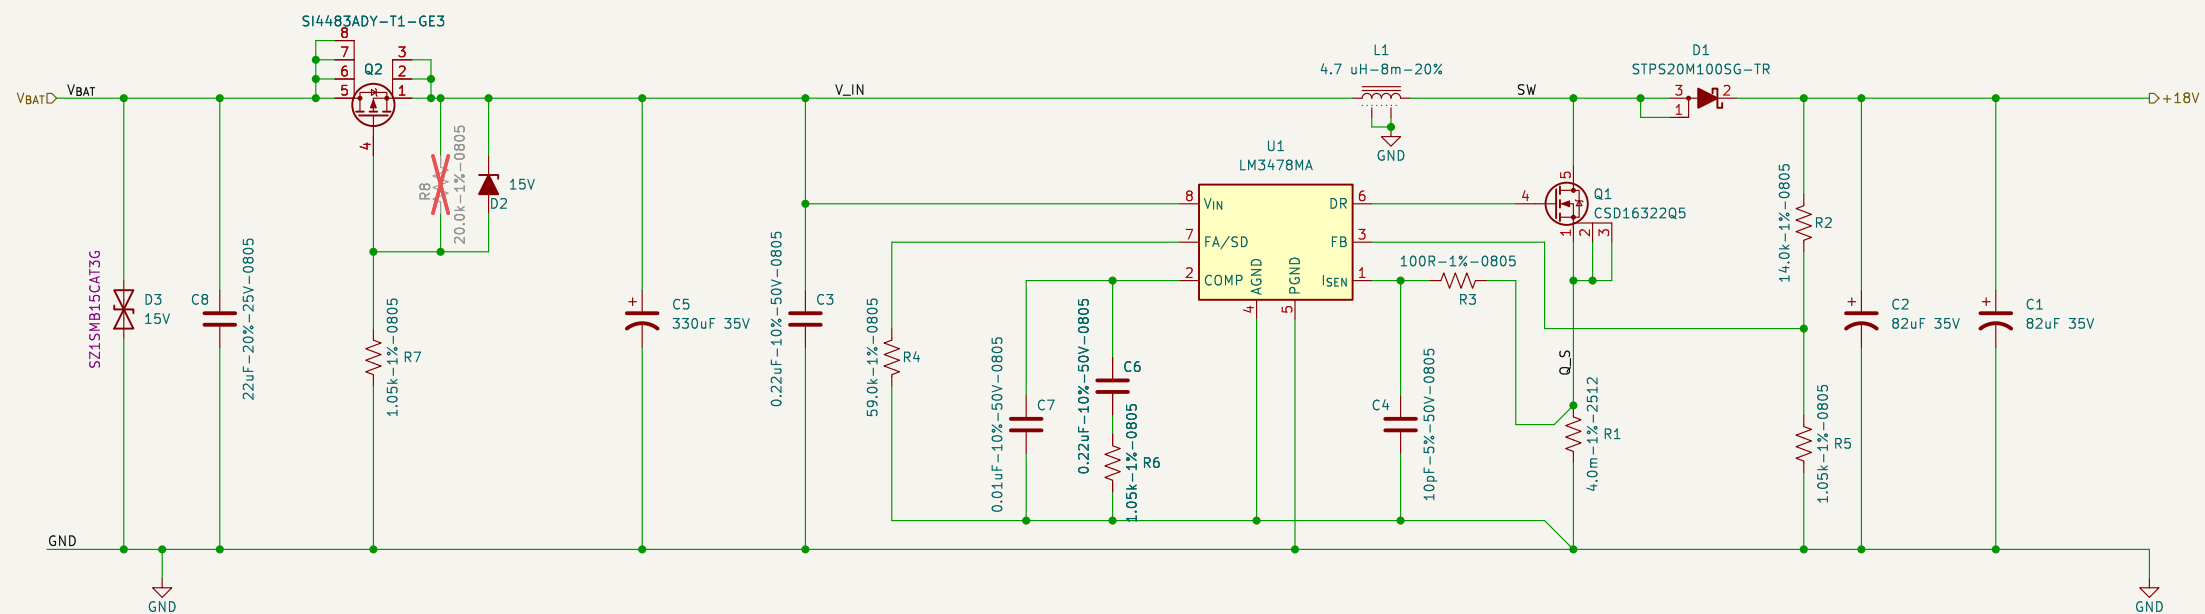 SI4483ADY-T1-GE3
8
7
6
5
3
2
1
Q2
4
VBAT
VBAT
R8
20.0k-1%-0805
15V
D2
V_IN
L1
4.7 uH-8m-20%
GND
SW
D1
STPS20M100SG-TR
3
1
2
+18V
U1
LM3478MA
8
VIN
7
FA/SD
2
COMP
DR
6
FB
3
ISEN
1
AGND
4
PGND
5
5
4
Q1
CSD16322Q5
1
2
3
100R-1%-0805
R3
14.0k-1%-0805
R2
SZ1SMB15CAT3G
D3
15V
C8
22uF-20%-25V-0805
1.05k-1%-0805
R7
C5
330uF 35V
+
0.22uF-10%-50V-0805
C3
59.0k-1%-0805
R4
0.01uF-10%-50V-0805
C7
0.22uF-10%-50V-0805
C6
1.05k-1%-0805
R6
C4
10pF-5%-50V-0805
Q_S
4.0m-1%-2512
R1
1.05k-1%-0805
R5
+
C2
82uF 35V
+
C1
82uF 35V
GND
GND
GND